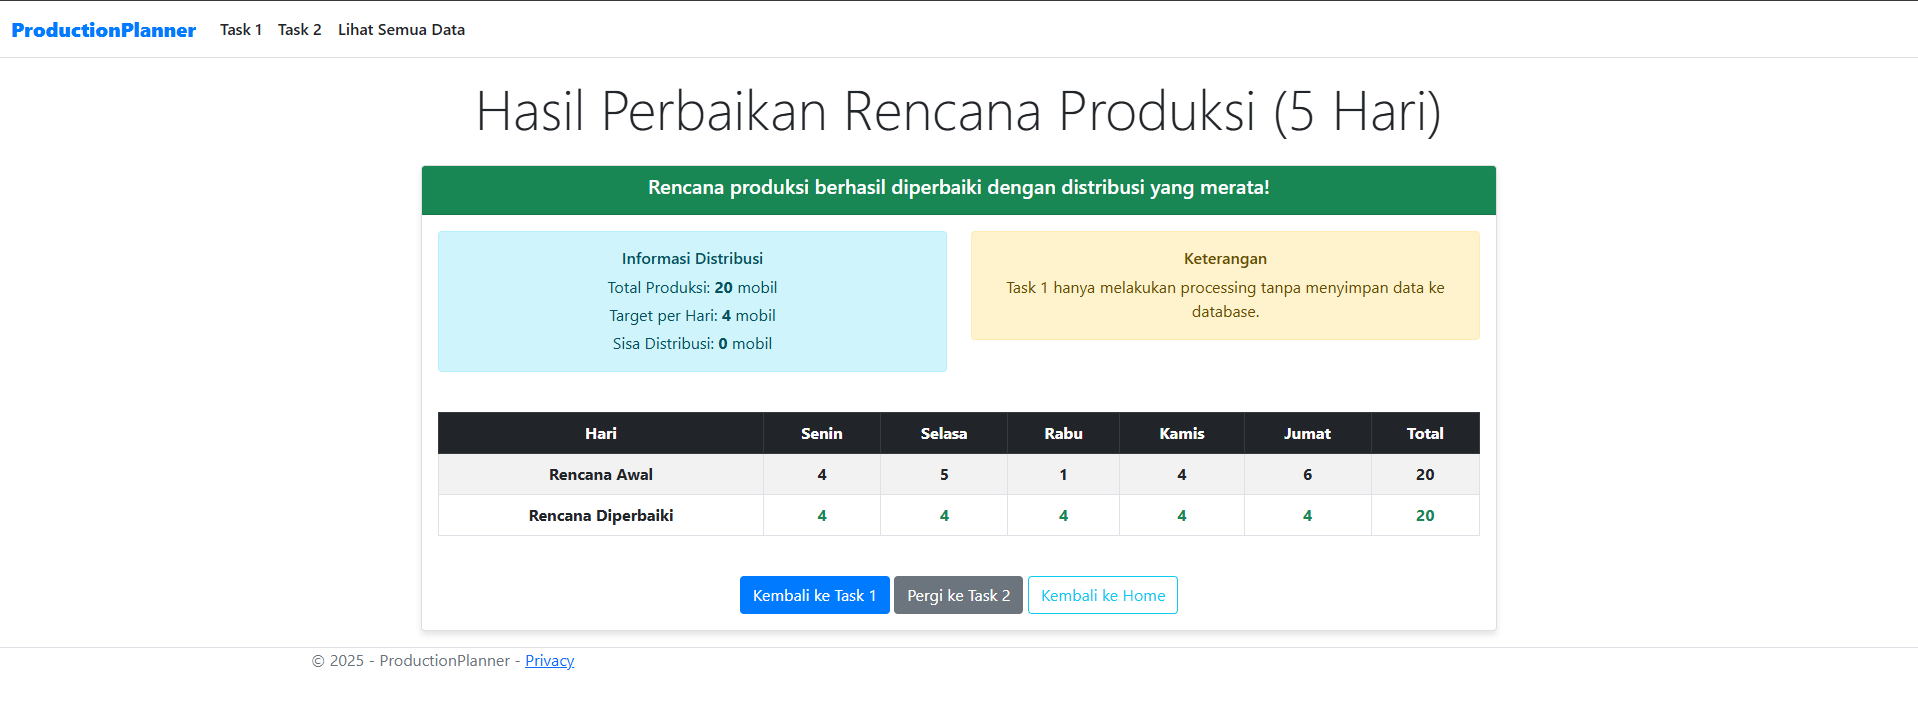 ProductionPlanner Task 1 Task 2 Lihat Semua Data
Hasil Perbaikan Rencana Produksi (5 Hari)
Rencana produksi berhasil diperbaiki dengan distribusi yang merata!
Informasi Distribusi
Total Produksi: 20 mobil
Target per Hari: 4 mobil
Sisa Distribusi: 0 mobil
Keterangan
Task 1 hanya melakukan processing tanpa menyimpan data ke
database.
Hari Senin Selasa Rabu Kamis Jumat Total
Rencana Awal 4 5 1 4 6 20
Rencana Diperbaiki 4 4 4 4 4 20
Kembali ke Task 1 Pergi ke Task 2 Kembali ke Home
© 2025 - ProductionPlanner - Privacy